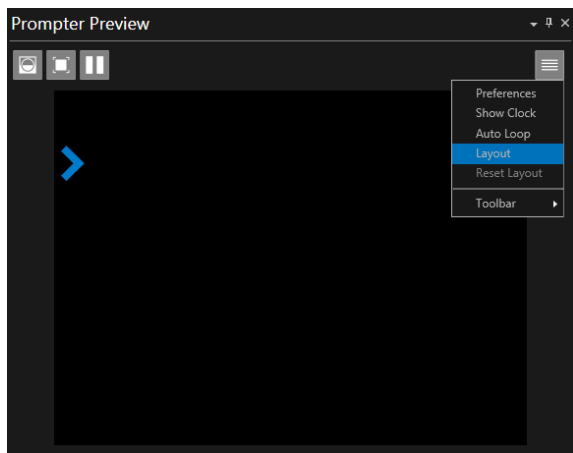 Prompter Preview
Preferences
Show Clock
Auto Loop
Layout
Reset Layout
Toolbar